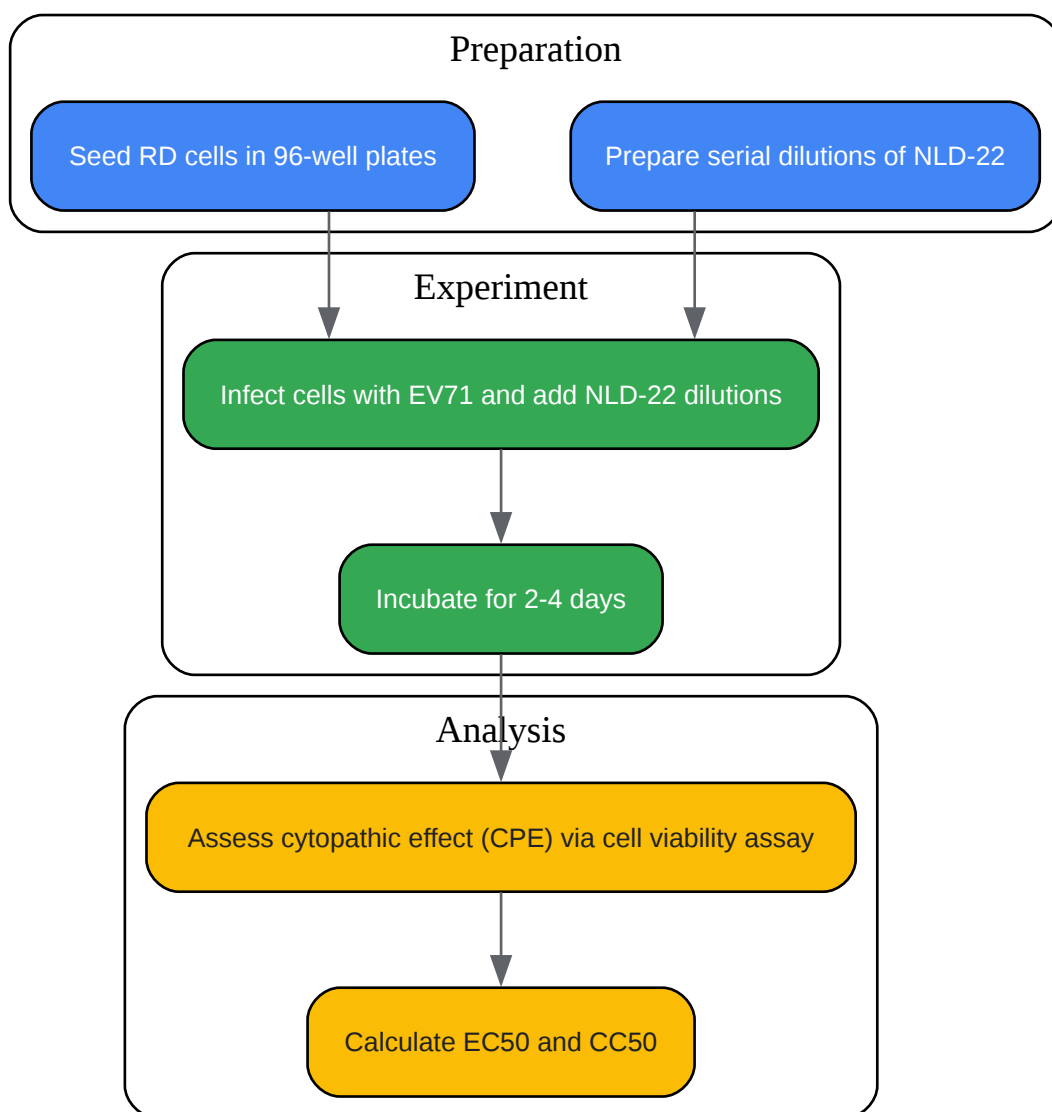 Preparation
Seed RD cells in 96-well plates
Prepare serial dilutions of NLD-22
Experiment
Infect cells with EV71 and add NLD-22 dilutions
Incubate for 2-4 days
Analysis
Assess cytopathic effect (CPE) via cell viability assay
Calculate EC50 and CC50